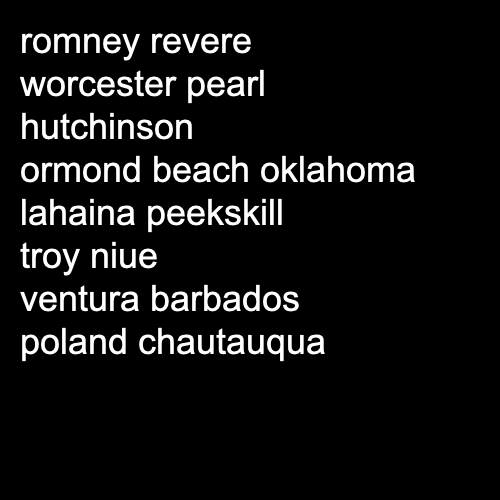 romney revere
worcester pearl
hutchinson
ormond beach oklahoma
lahaina peekskill
troy niue
ventura barbados
poland chautauqua